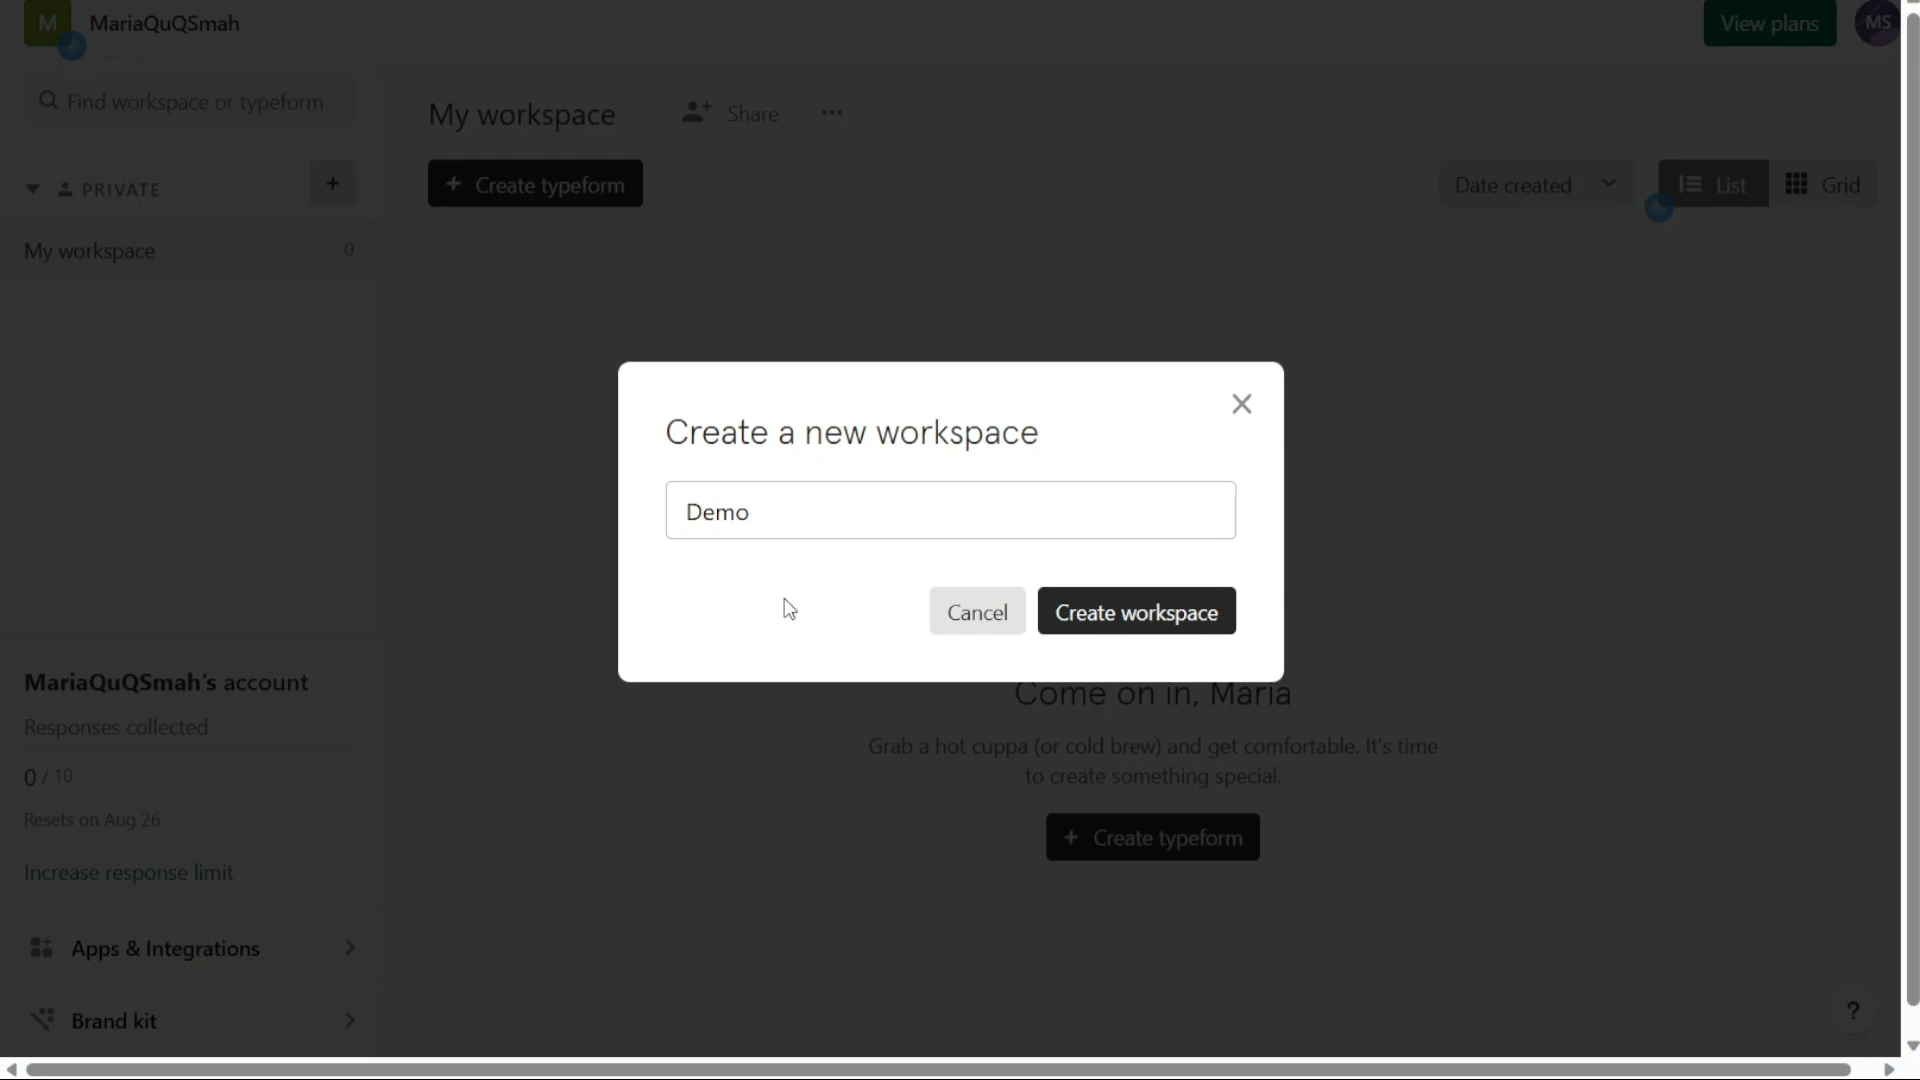 M MariaQuQSmah View plans MS
Find workspace or typeform
My workspace Share
PRIVATE
+ Create typeform Date created List Grid
My workspace 0
Create a new workspace
Demo
Cancel Create workspace
Come on in, Maria
Grab a hot cuppa (or cold brew) and get comfortable. It's time
to create something special.
+ Create typeform
MariaQuQSmah's account
Responses collected
0 / 10
Resets on Aug 26
Increase response limit
Apps & Integrations
Brand kit
?